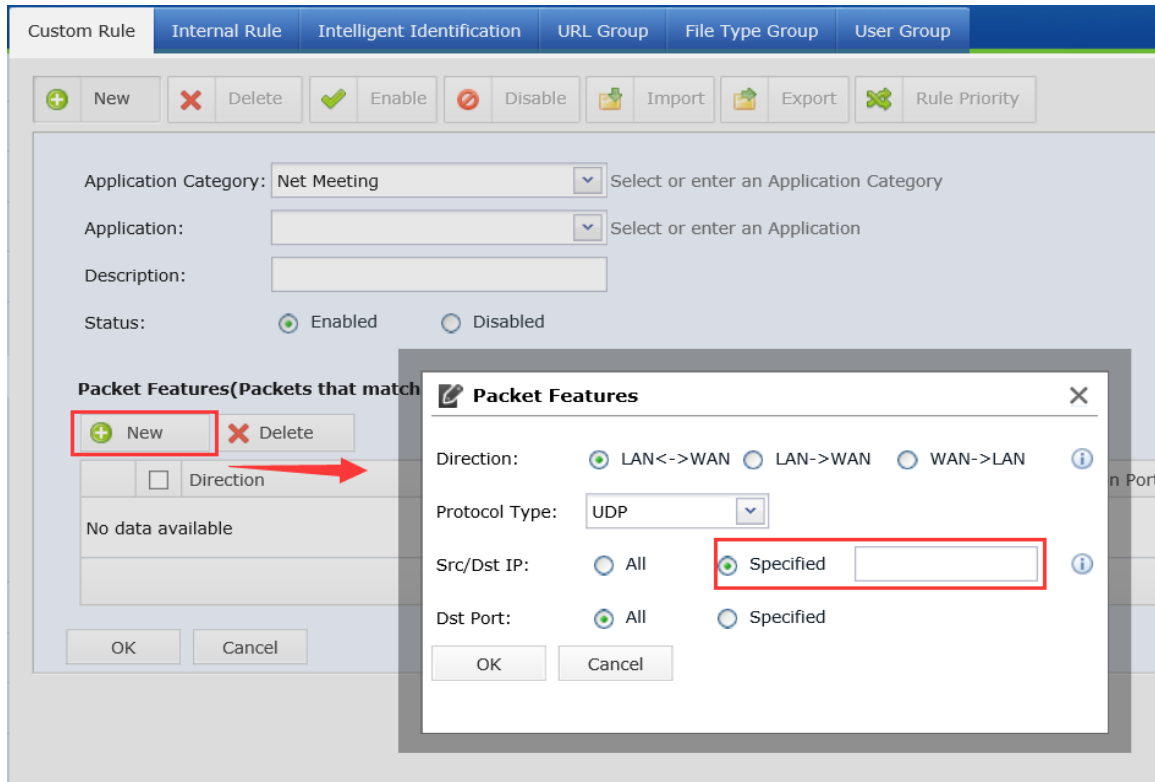 Custom Rule Internal Rule Intelligent Identification URL Group File Type Group User Group
New Delete Enable Disable Import Export Rule Priority
Application Category: Net Meeting Select or enter an Application Category
Application: Select or enter an Application
Description:
Status: Enabled Disabled
Packet Features(Packets that match
New Delete
Direction
n Port
No data available
OK Cancel
Packet Features
Direction: LAN<->WAN LAN->WAN WAN->LAN
Protocol Type: UDP
Src/Dst IP: All Specified
Dst Port: All Specified
OK Cancel